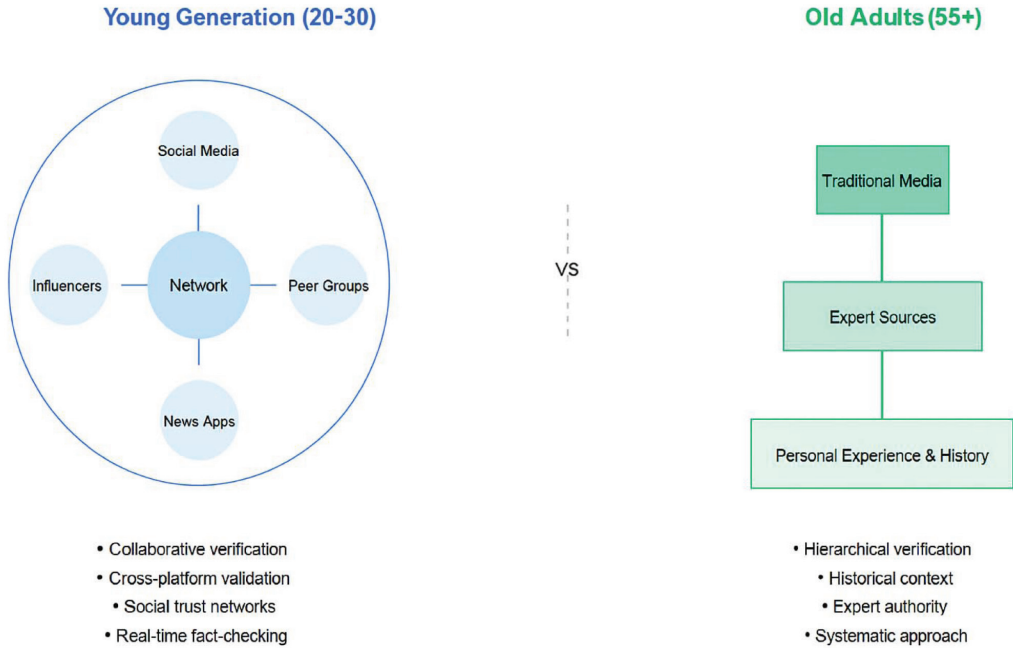 Young Generation (20-30)
Social Media
Influencers
Network
Peer Groups
News Apps
• Collaborative verification
• Cross-platform validation
• Social trust networks
• Real-time fact-checking
VS
Old Adults (55+)
Traditional Media
Expert Sources
Personal Experience & History
• Hierarchical verification
• Historical context
• Expert authority
• Systematic approach